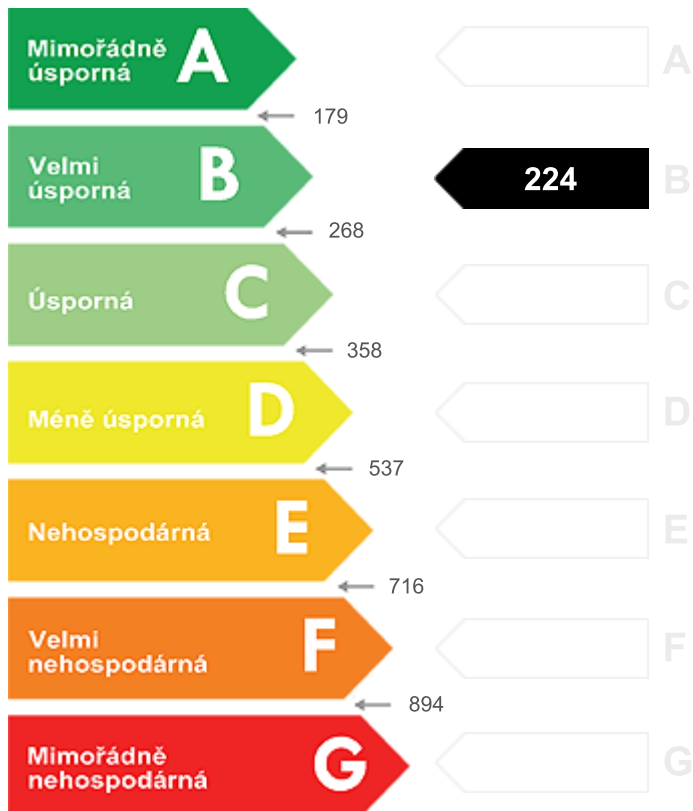 Mimořádně
úsporná
A
A
179
Velmi
úsporná
B
224
B
268
Úsporná
C
C
358
Méně úsporná
D
D
537
Nehospodárná
E
E
716
Velmi
nehospodárná
F
F
894
Mimořádně
nehospodárná
G
G